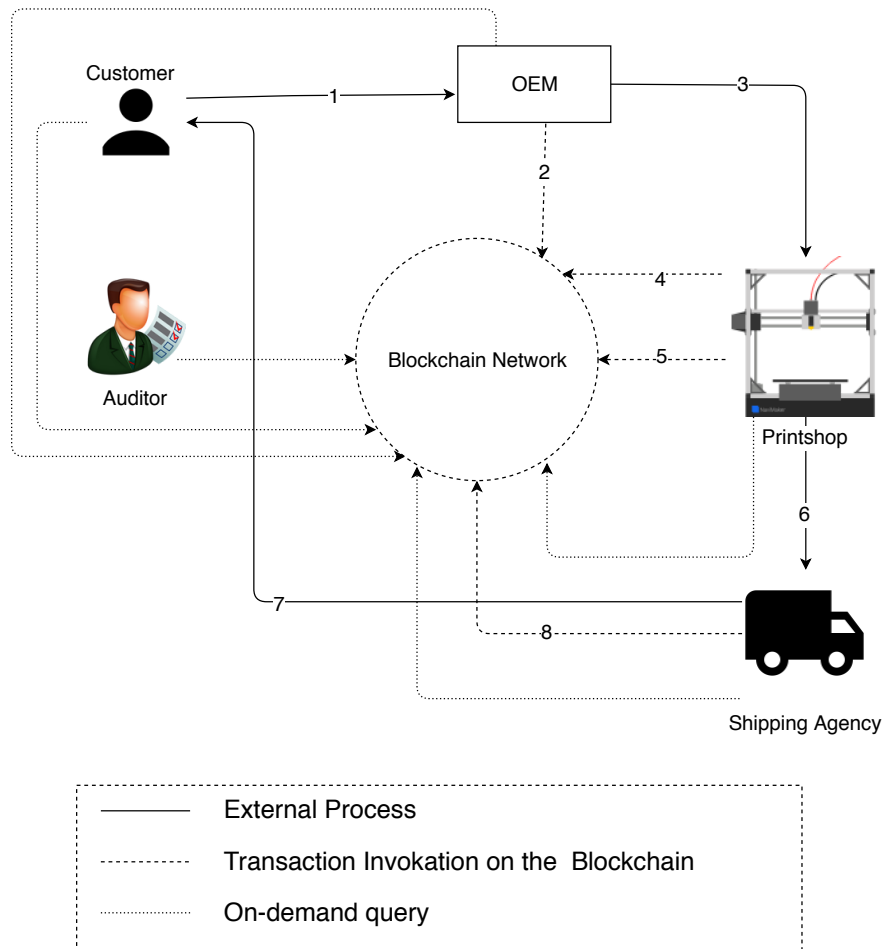 Customer
1
OEM
3
2
4
Blockchain Network
5
Auditor
Printshop
6
7
8
Shipping Agency
External Process
Transaction Invokation on the Blockchain
On-demand query